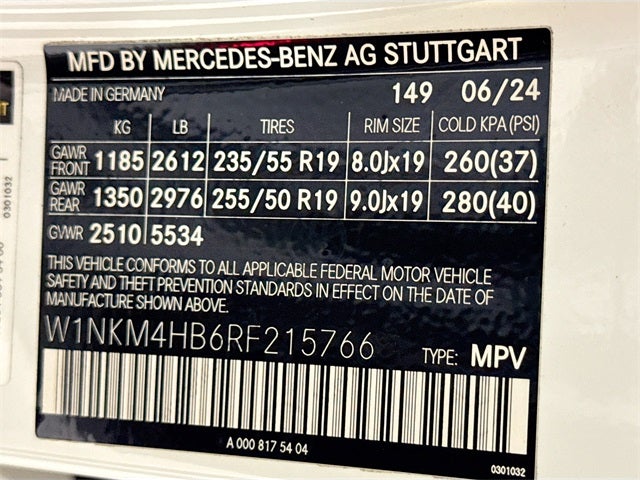 MFD BY MERCEDES-BENZ AG STUTTGART
MADE IN GERMANY 149 06/24
KG LB TIRES RIM SIZE COLD KPA (PSI)
GAWR FRONT 1185 2612 235/55 R19 8.0Jx19 260(37)
GAWR REAR 1350 2976 255/50 R19 9.0Jx19 280(40)
GVWR 2510 5534
THIS VEHICLE CONFORMS TO ALL APPLICABLE FEDERAL MOTOR VEHICLE
SAFETY AND THEFT PREVENTION STANDARDS IN EFFECT ON THE DATE OF
MANUFACTURE SHOWN ABOVE.
W1NKM4HB6RF215766 TYPE: MPV
A 000 817 54 04
0301032
0301032